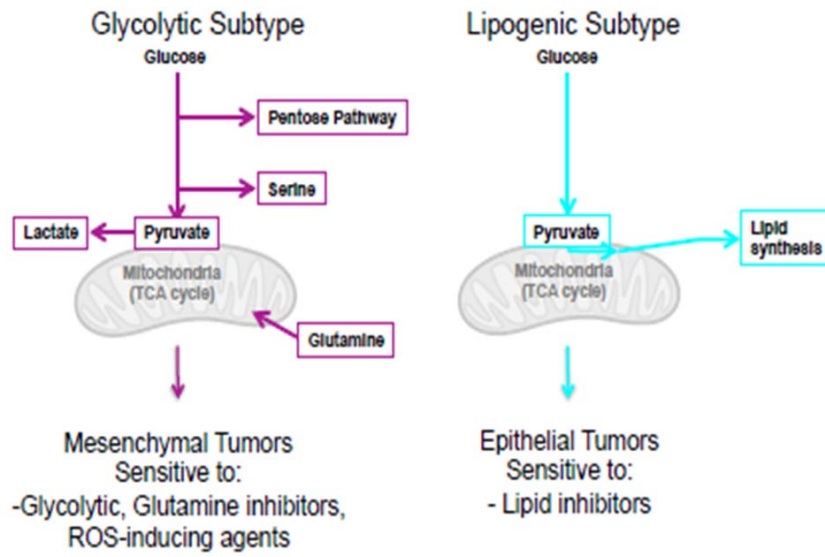 Glycolytic Subtype
Glucose
Pentose Pathway
Serine
Lactate
Pyruvate
Mitochondria
(TCA cycle)
Glutamine
Mesenchymal Tumors
Sensitive to:
-Glycolytic, Glutamine inhibitors,
ROS-inducing agents
Lipogenic Subtype
Glucose
Pyruvate
Lipid
synthesis
Mitochondria
(TCA cycle)
Epithelial Tumors
Sensitive to:
- Lipid inhibitors